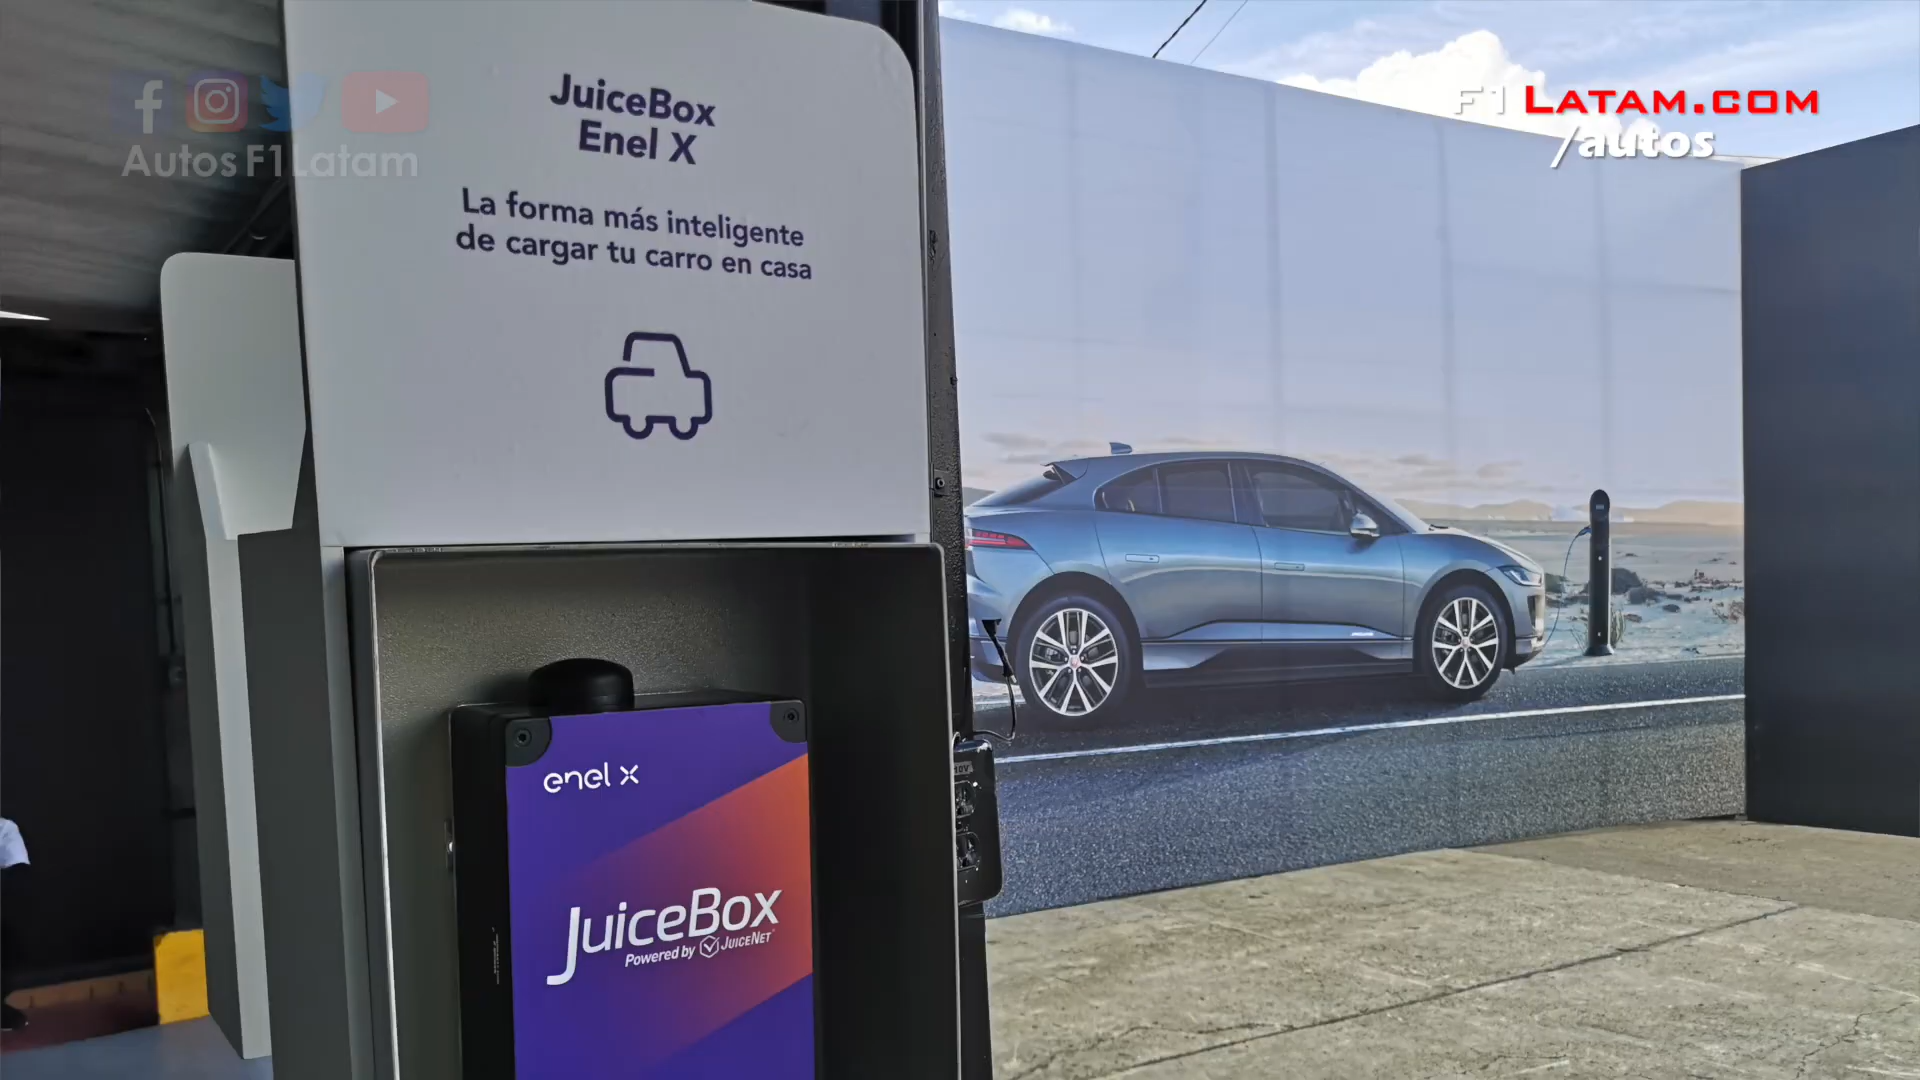 JuiceBox
Enel X
La forma más inteligente
de cargar tu carro en casa
enel x
JuiceBox
Powered by JuiceNet
Autos F1Latam
F1 Latam.com
/autos